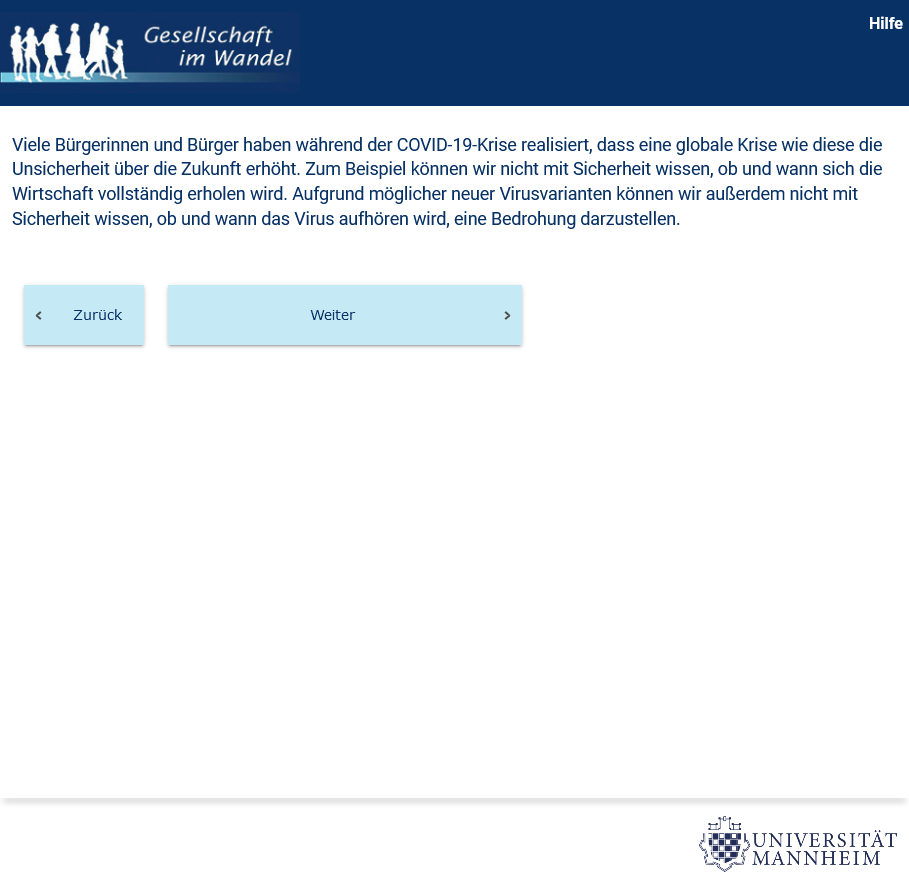 Gesellschaft
im Wandel
Hilfe
Viele Bürgerinnen und Bürger haben während der COVID-19-Krise realisiert, dass eine globale Krise wie diese die
Unsicherheit über die Zukunft erhöht. Zum Beispiel können wir nicht mit Sicherheit wissen, ob und wann sich die
Wirtschaft vollständig erholen wird. Aufgrund möglicher neuer Virusvarianten können wir außerdem nicht mit
Sicherheit wissen, ob und wann das Virus aufhören wird, eine Bedrohung darzustellen.
Zurück
Weiter
UNIVERSITÄT
MANNHEIM